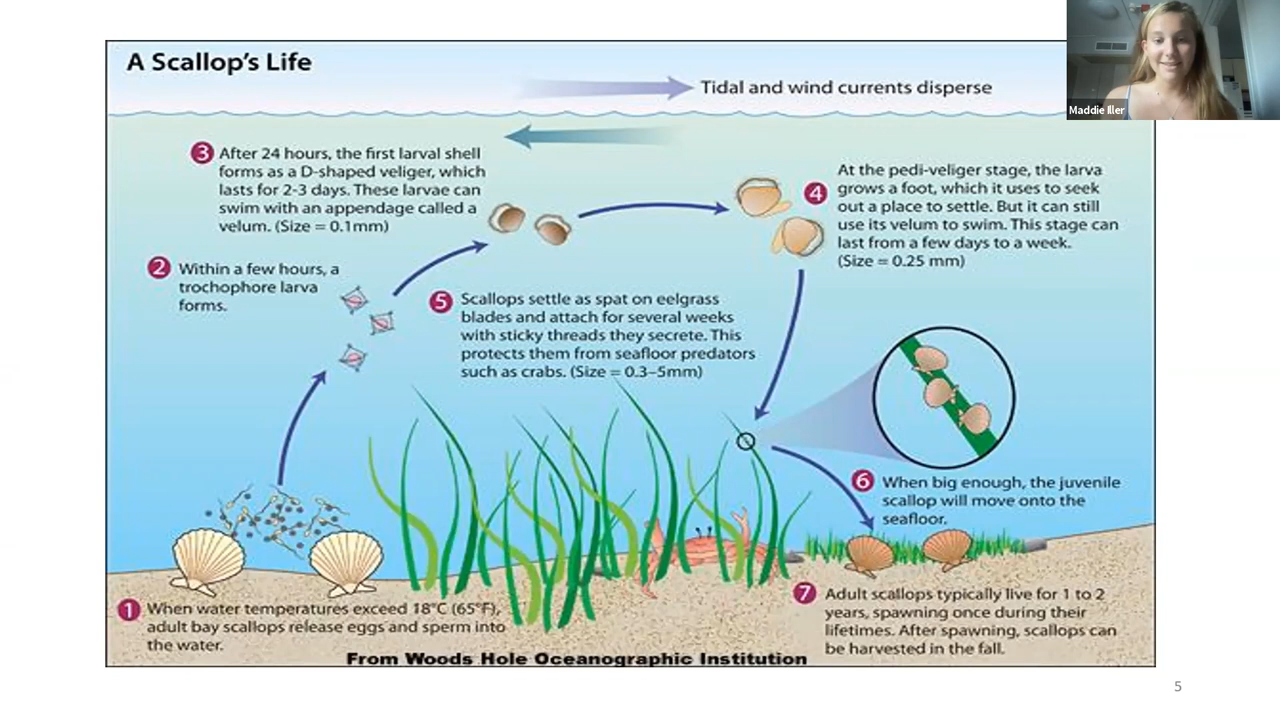 A Scallop's Life
Tidal and wind currents disperse
Maddie Iller
3 After 24 hours, the first larval shell
forms as a D-shaped veliger, which
lasts for 2-3 days. These larvae can
swim with an appendage called a
velum. (Size = 0.1mm)
4 At the pedi-veliger stage, the larva
grows a foot, which it uses to seek
out a place to settle. But it can still
use its velum to swim. This stage can
last from a few days to a week.
(Size = 0.25 mm)
2 Within a few hours, a
trochophore larva
forms.
5 Scallops settle as spat on eelgrass
blades and attach for several weeks
with sticky threads they secrete. This
protects them from seafloor predators
such as crabs. (Size = 0.3–5mm)
6 When big enough, the juvenile
scallop will move onto the
seafloor.
1 When water temperatures exceed 18°C (65°F),
adult bay scallops release eggs and sperm into
the water.
7 Adult scallops typically live for 1 to 2
years, spawning once during their
lifetimes. After spawning, scallops can
be harvested in the fall.
From Woods Hole Oceanographic Institution
5